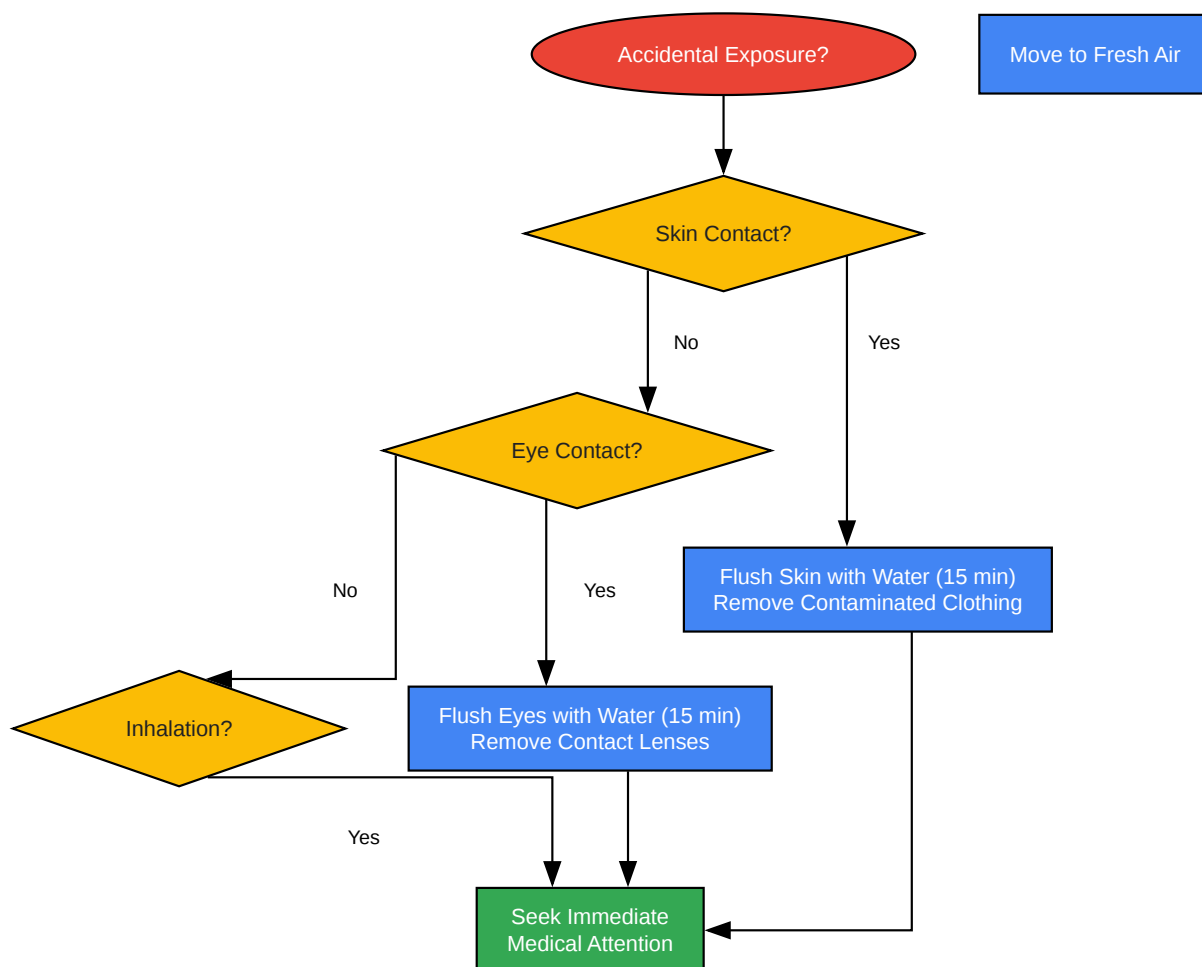 Accidental Exposure?
Move to Fresh Air
Skin Contact?
No
Yes
Eye Contact?
No
Yes
Flush Skin with Water (15 min)
Remove Contaminated Clothing
Inhalation?
Flush Eyes with Water (15 min)
Remove Contact Lenses
Yes
Seek Immediate
Medical Attention